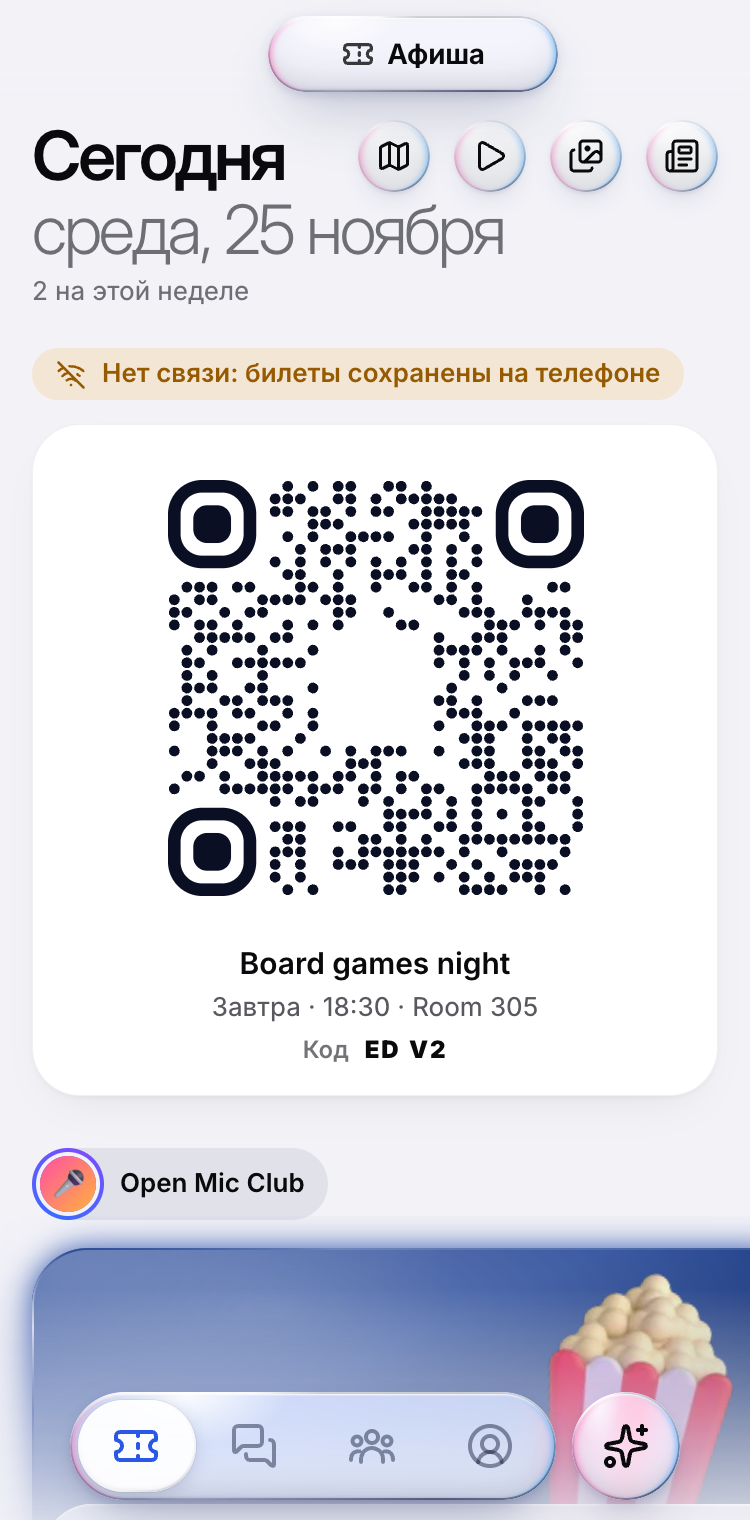 Афиша
Сегодня
среда, 25 ноября
2 на этой неделе
Нет связи: билеты сохранены на телефоне
Board games night
Завтра · 18:30 · Room 305
Код ED V2
Open Mic Club